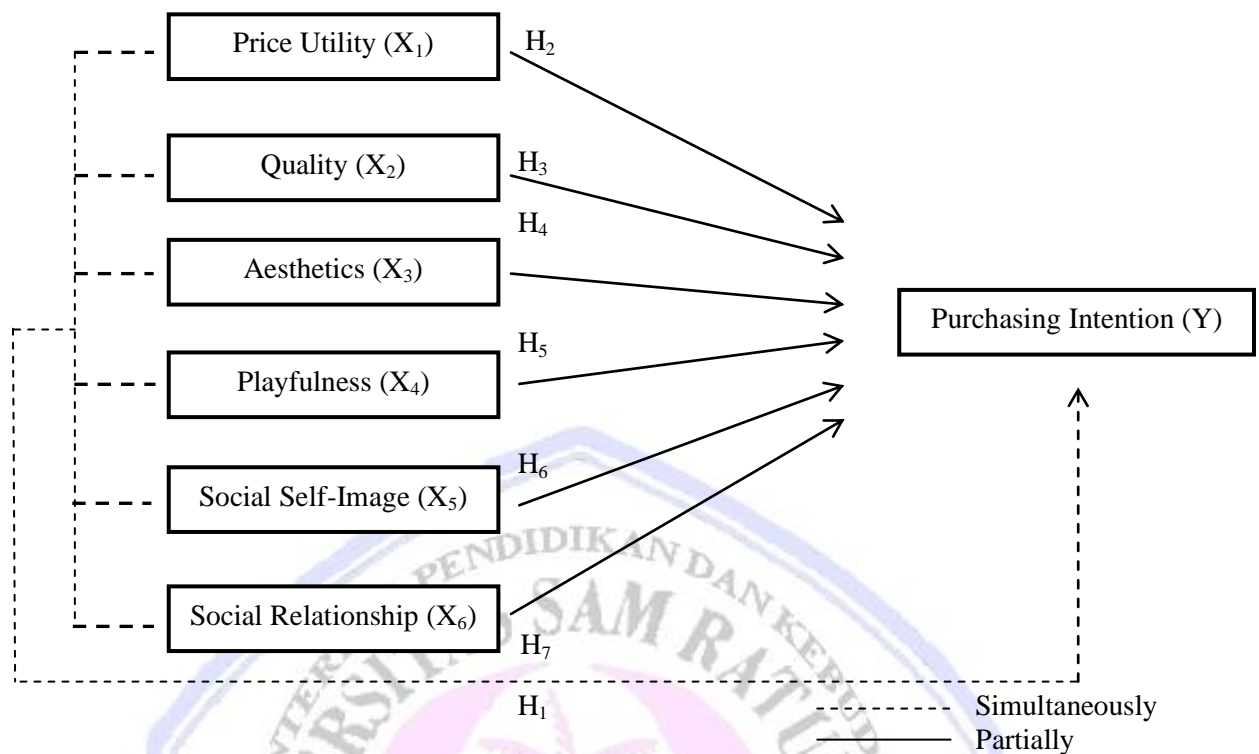 Price Utility (X₁)
H₂
Quality (X₂)
H₃
H₄
Aesthetics (X₃)
Purchasing Intention (Y)
H₅
Playfulness (X₄)
H₆
Social Self-Image (X₅)
PENDIDIKAN DAN
SAM
Social Relationship (X₆)
H₇
H₁
Simultaneously
Partially